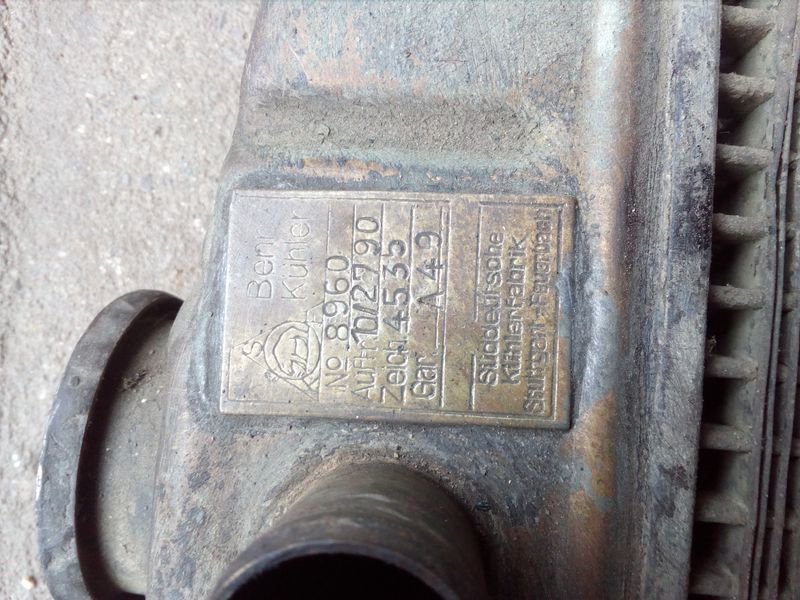 Behr
Kühler
No 8960
Auftr. 10/2790
Zeich. 4535
Gar. A49
Süddeutsche
Kühlerfabrik
Stuttgart-Feuerbach